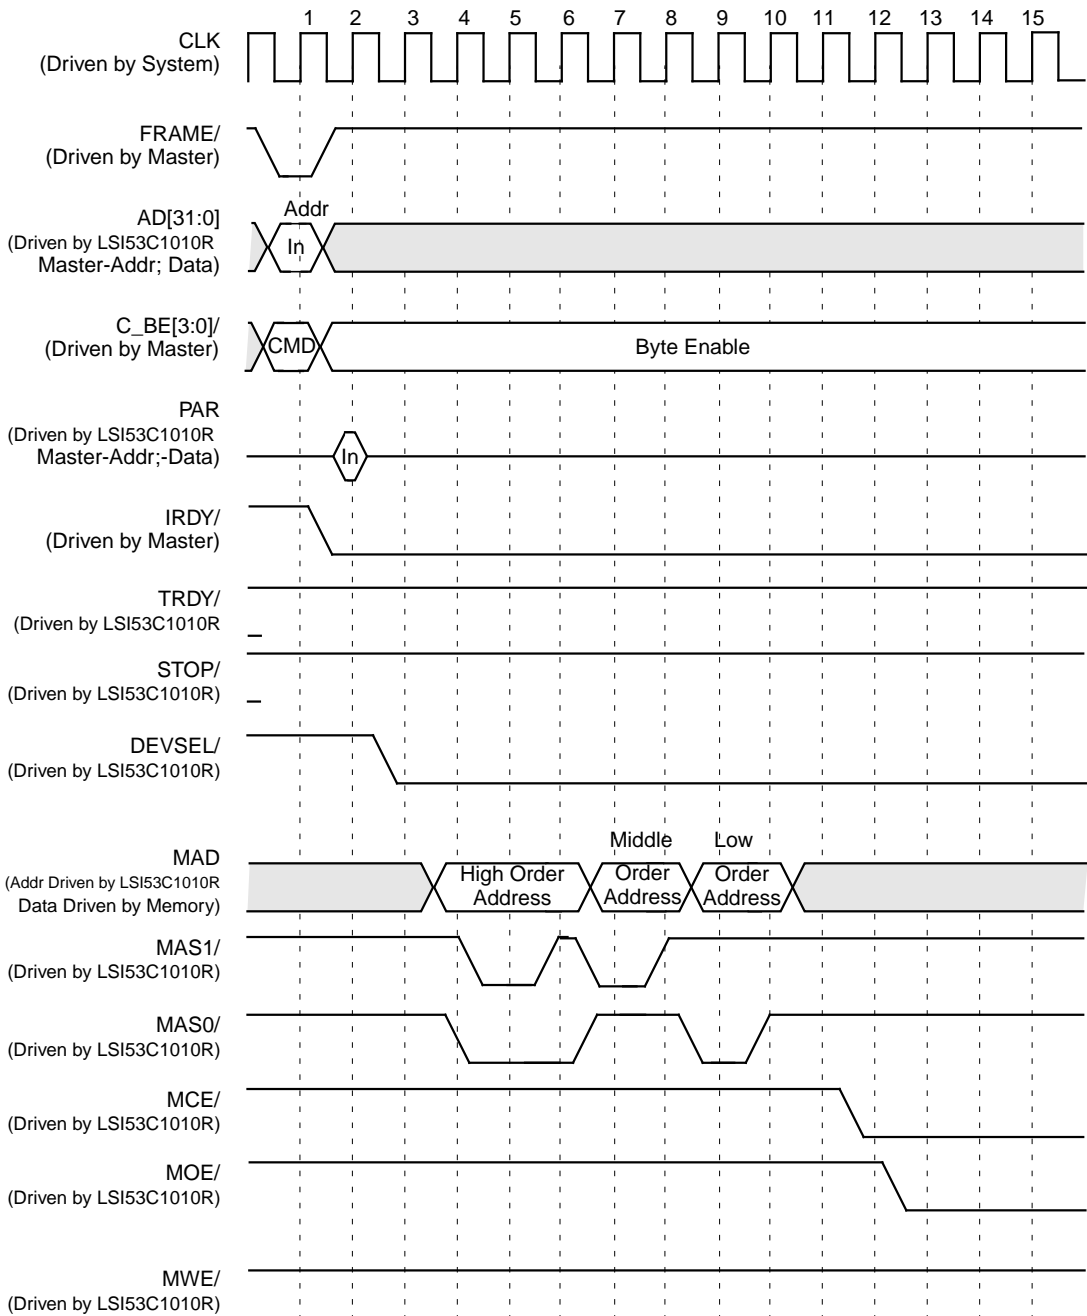 1 2 3 4 5 6 7 8 9 10 11 12 13 14 15
CLK
(Driven by System)
FRAME/
(Driven by Master)
Addr
AD[31:0]
(Driven by LSI53C1010R
Master-Addr; Data)
In
C_BE[3:0]/
(Driven by Master)
CMD
Byte Enable
PAR
(Driven by LSI53C1010R
Master-Addr;-Data)
In
IRDY/
(Driven by Master)
TRDY/
(Driven by LSI53C1010R
STOP/
(Driven by LSI53C1010R)
DEVSEL/
(Driven by LSI53C1010R)
MAD
(Addr Driven by LSI53C1010R
Data Driven by Memory)
High Order
Address
Middle
Order
Address
Low
Order
Address
MAS1/
(Driven by LSI53C1010R)
MAS0/
(Driven by LSI53C1010R)
MCE/
(Driven by LSI53C1010R)
MOE/
(Driven by LSI53C1010R)
MWE/
(Driven by LSI53C1010R)